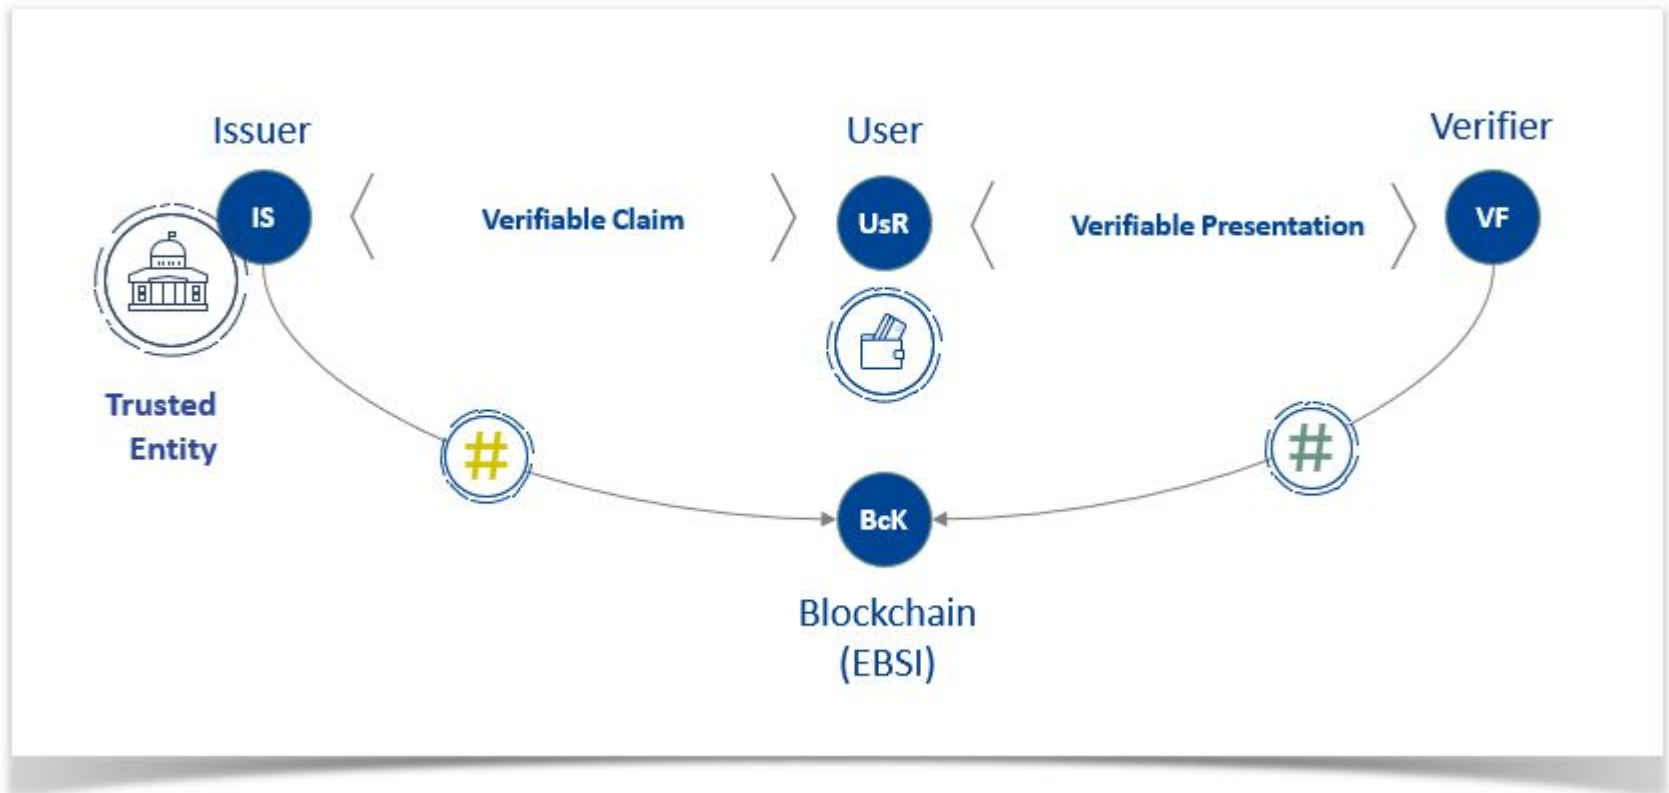 Issuer
User
Verifier
IS
Verifiable Claim
UsR
Verifiable Presentation
VF
Trusted
Entity
#
#
BcK
Blockchain
(EBSI)